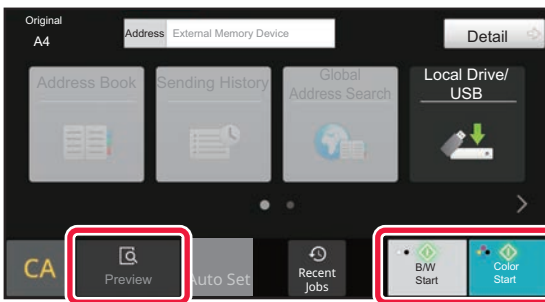 Original
A4
Address External Memory Device
Detail
Address Book
Sending History
Global
Address Search
Local Drive/
USB
CA
Preview
Auto Set
Recent
Jobs
B/W
Start
Color
Start